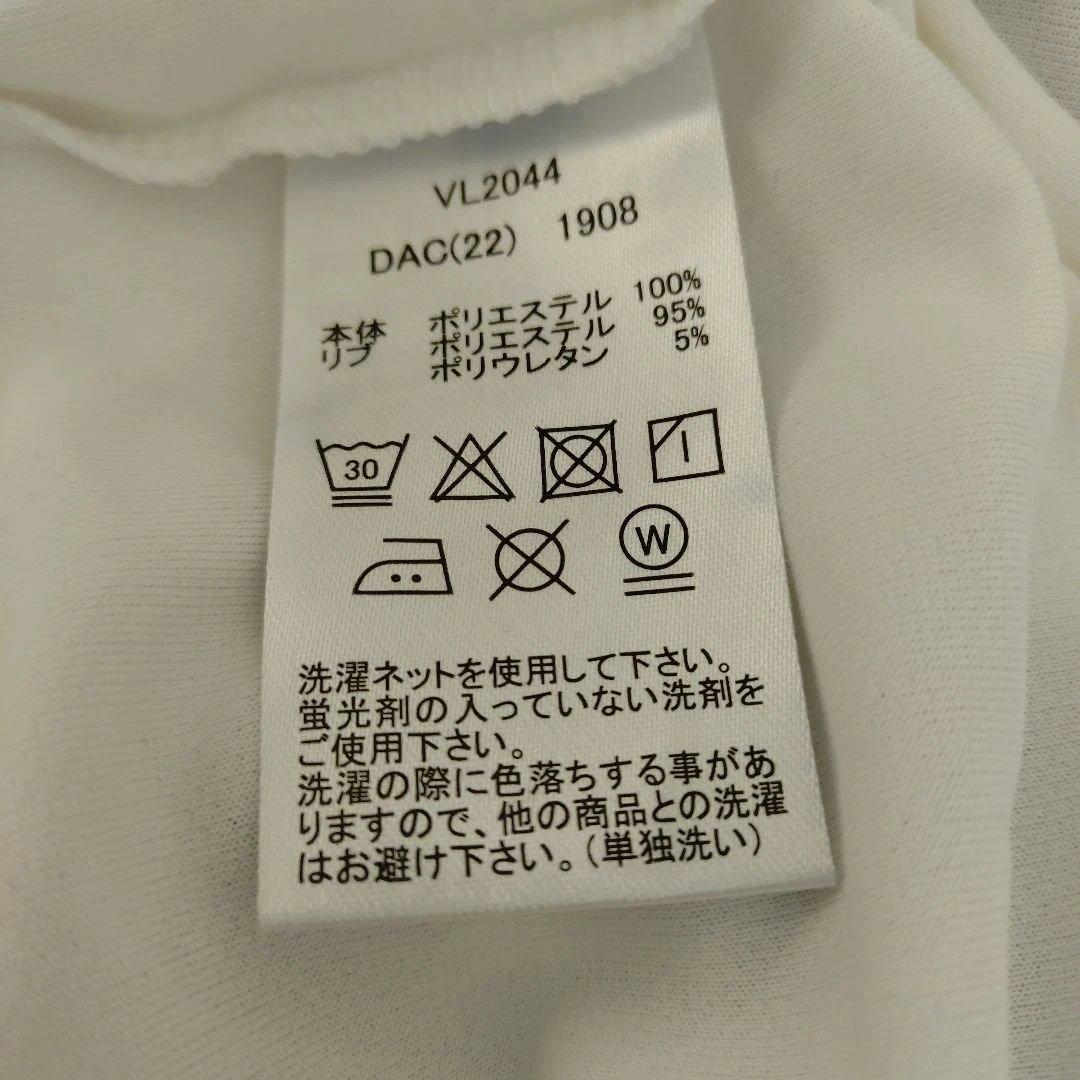 VL2044
DAC(22) 1908
本体 ポリエステル 100%
リブ ポリエステル 95%
ポリウレタン 5%
30
W
洗濯ネットを使用して下さい。
蛍光剤の入っていない洗剤を
ご使用下さい。
洗濯の際に色落ちする事があ
りますので、他の商品との洗濯
はお避け下さい。(単独洗い)